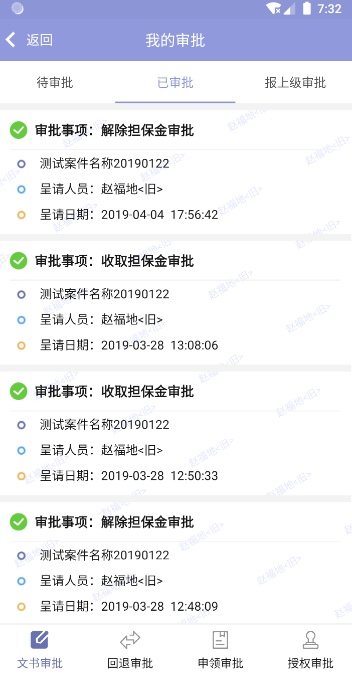 7:32
返回
我的审批
待审批
已审批
报上级审批
审批事项：解除担保金审批
测试案件名称20190122
呈请人员：赵福地<旧>
呈请日期：2019-04-04 17:56:42
审批事项：收取担保金审批
测试案件名称20190122
呈请人员：赵福地<旧>
呈请日期：2019-03-28 13:08:06
审批事项：收取担保金审批
测试案件名称20190122
呈请人员：赵福地<旧>
呈请日期：2019-03-28 12:50:33
审批事项：解除担保金审批
测试案件名称20190122
呈请人员：赵福地<旧>
呈请日期：2019-03-28 12:48:09
文书审批
回退审批
申领审批
授权审批